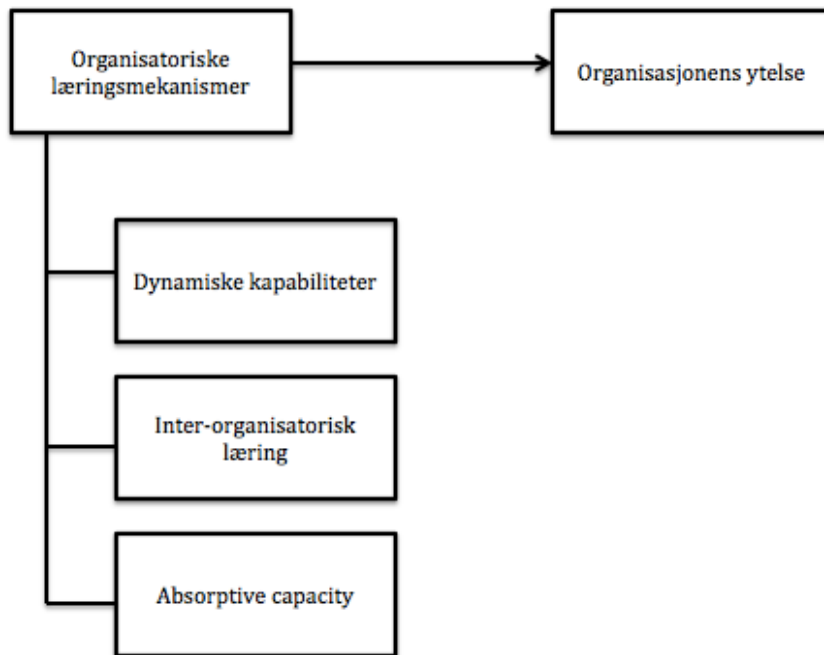 Organisatoriske
læringsmekanismer
Organisasjonens ytelse
Dynamiske kapabiliteter
Inter-organisatorisk
læring
Absorptive capacity